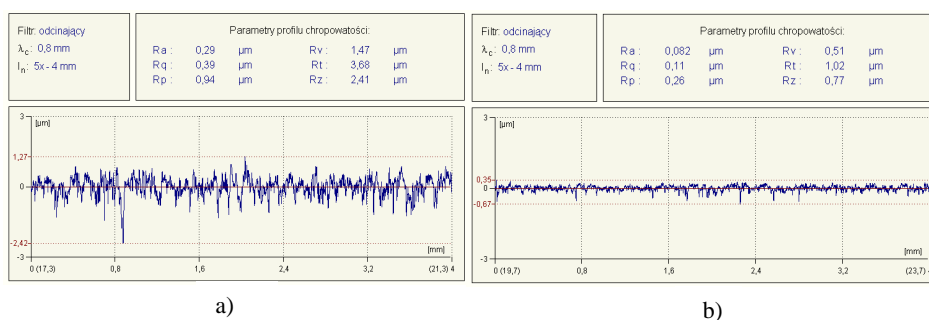 Filtr: odcinający
λc: 0,8 mm
ln: 5x - 4 mm
Parametry profilu chropowatości:
Ra : 0,29 µm Rv : 1,47 µm
Rq : 0,39 µm Rt : 3,68 µm
Rp : 0,94 µm Rz : 2,41 µm
3
[µm]
1,27
0
-2,42
-3
[mm]
0 (17,3) 0,8 1,6 2,4 3,2 (21,3) 4
a)
Filtr: odcinający
λc: 0,8 mm
ln: 5x - 4 mm
Parametry profilu chropowatości:
Ra : 0,082 µm Rv : 0,51 µm
Rq : 0,11 µm Rt : 1,02 µm
Rp : 0,26 µm Rz : 0,77 µm
3
[µm]
0,35
0
-0,67
-3
[mm]
0 (19,7) 0,8 1,6 2,4 3,2 (23,7)
b)